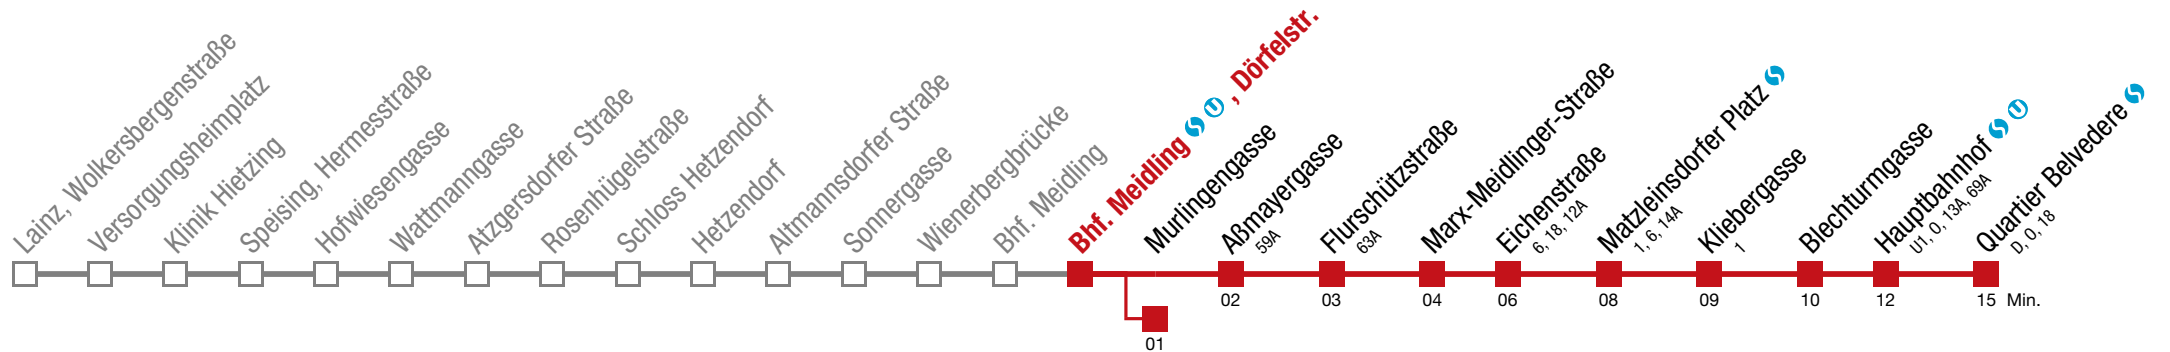 Lainz, Wolkersbergenstraße
Versorgungsheimplatz
Klinik Hietzing
Speising, Hermesstraße
Hofwiesengasse
Wattmanngasse
Atzgersdorfer Straße
Rosenhügelstraße
Schloss Hetzendorf
Hetzendorf
Altmannsdorfer Straße
Sonnergasse
Wienerbergbrücke
Bhf. Meidling
Bhf. Meidling S U , Dörfelstr.
Murlingengasse
01
Aßmayergasse
59A
02
Flurschützstraße
63A
03
Marx-Meidlinger-Straße
04
Eichenstraße
6, 18, 12A
06
Matzleinsdorfer Platz S
1, 6, 14A
08
Kliebergasse
1
09
Blechturmgasse
10
Hauptbahnhof S U
U1, O, 13A, 69A
12
Quartier Belvedere S
D, O, 18
15 Min.